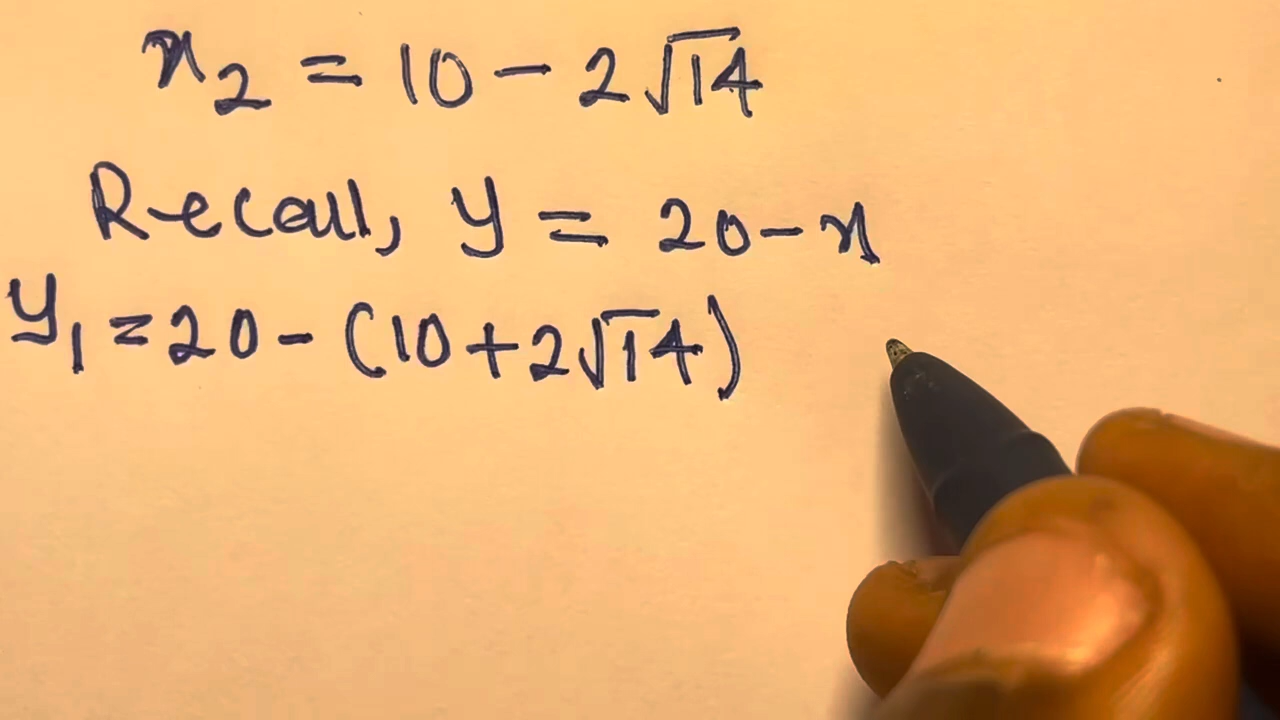 x₂ = 10 - 2√14
Recall, y = 20 - x
y₁ = 20 - (10 + 2√14)